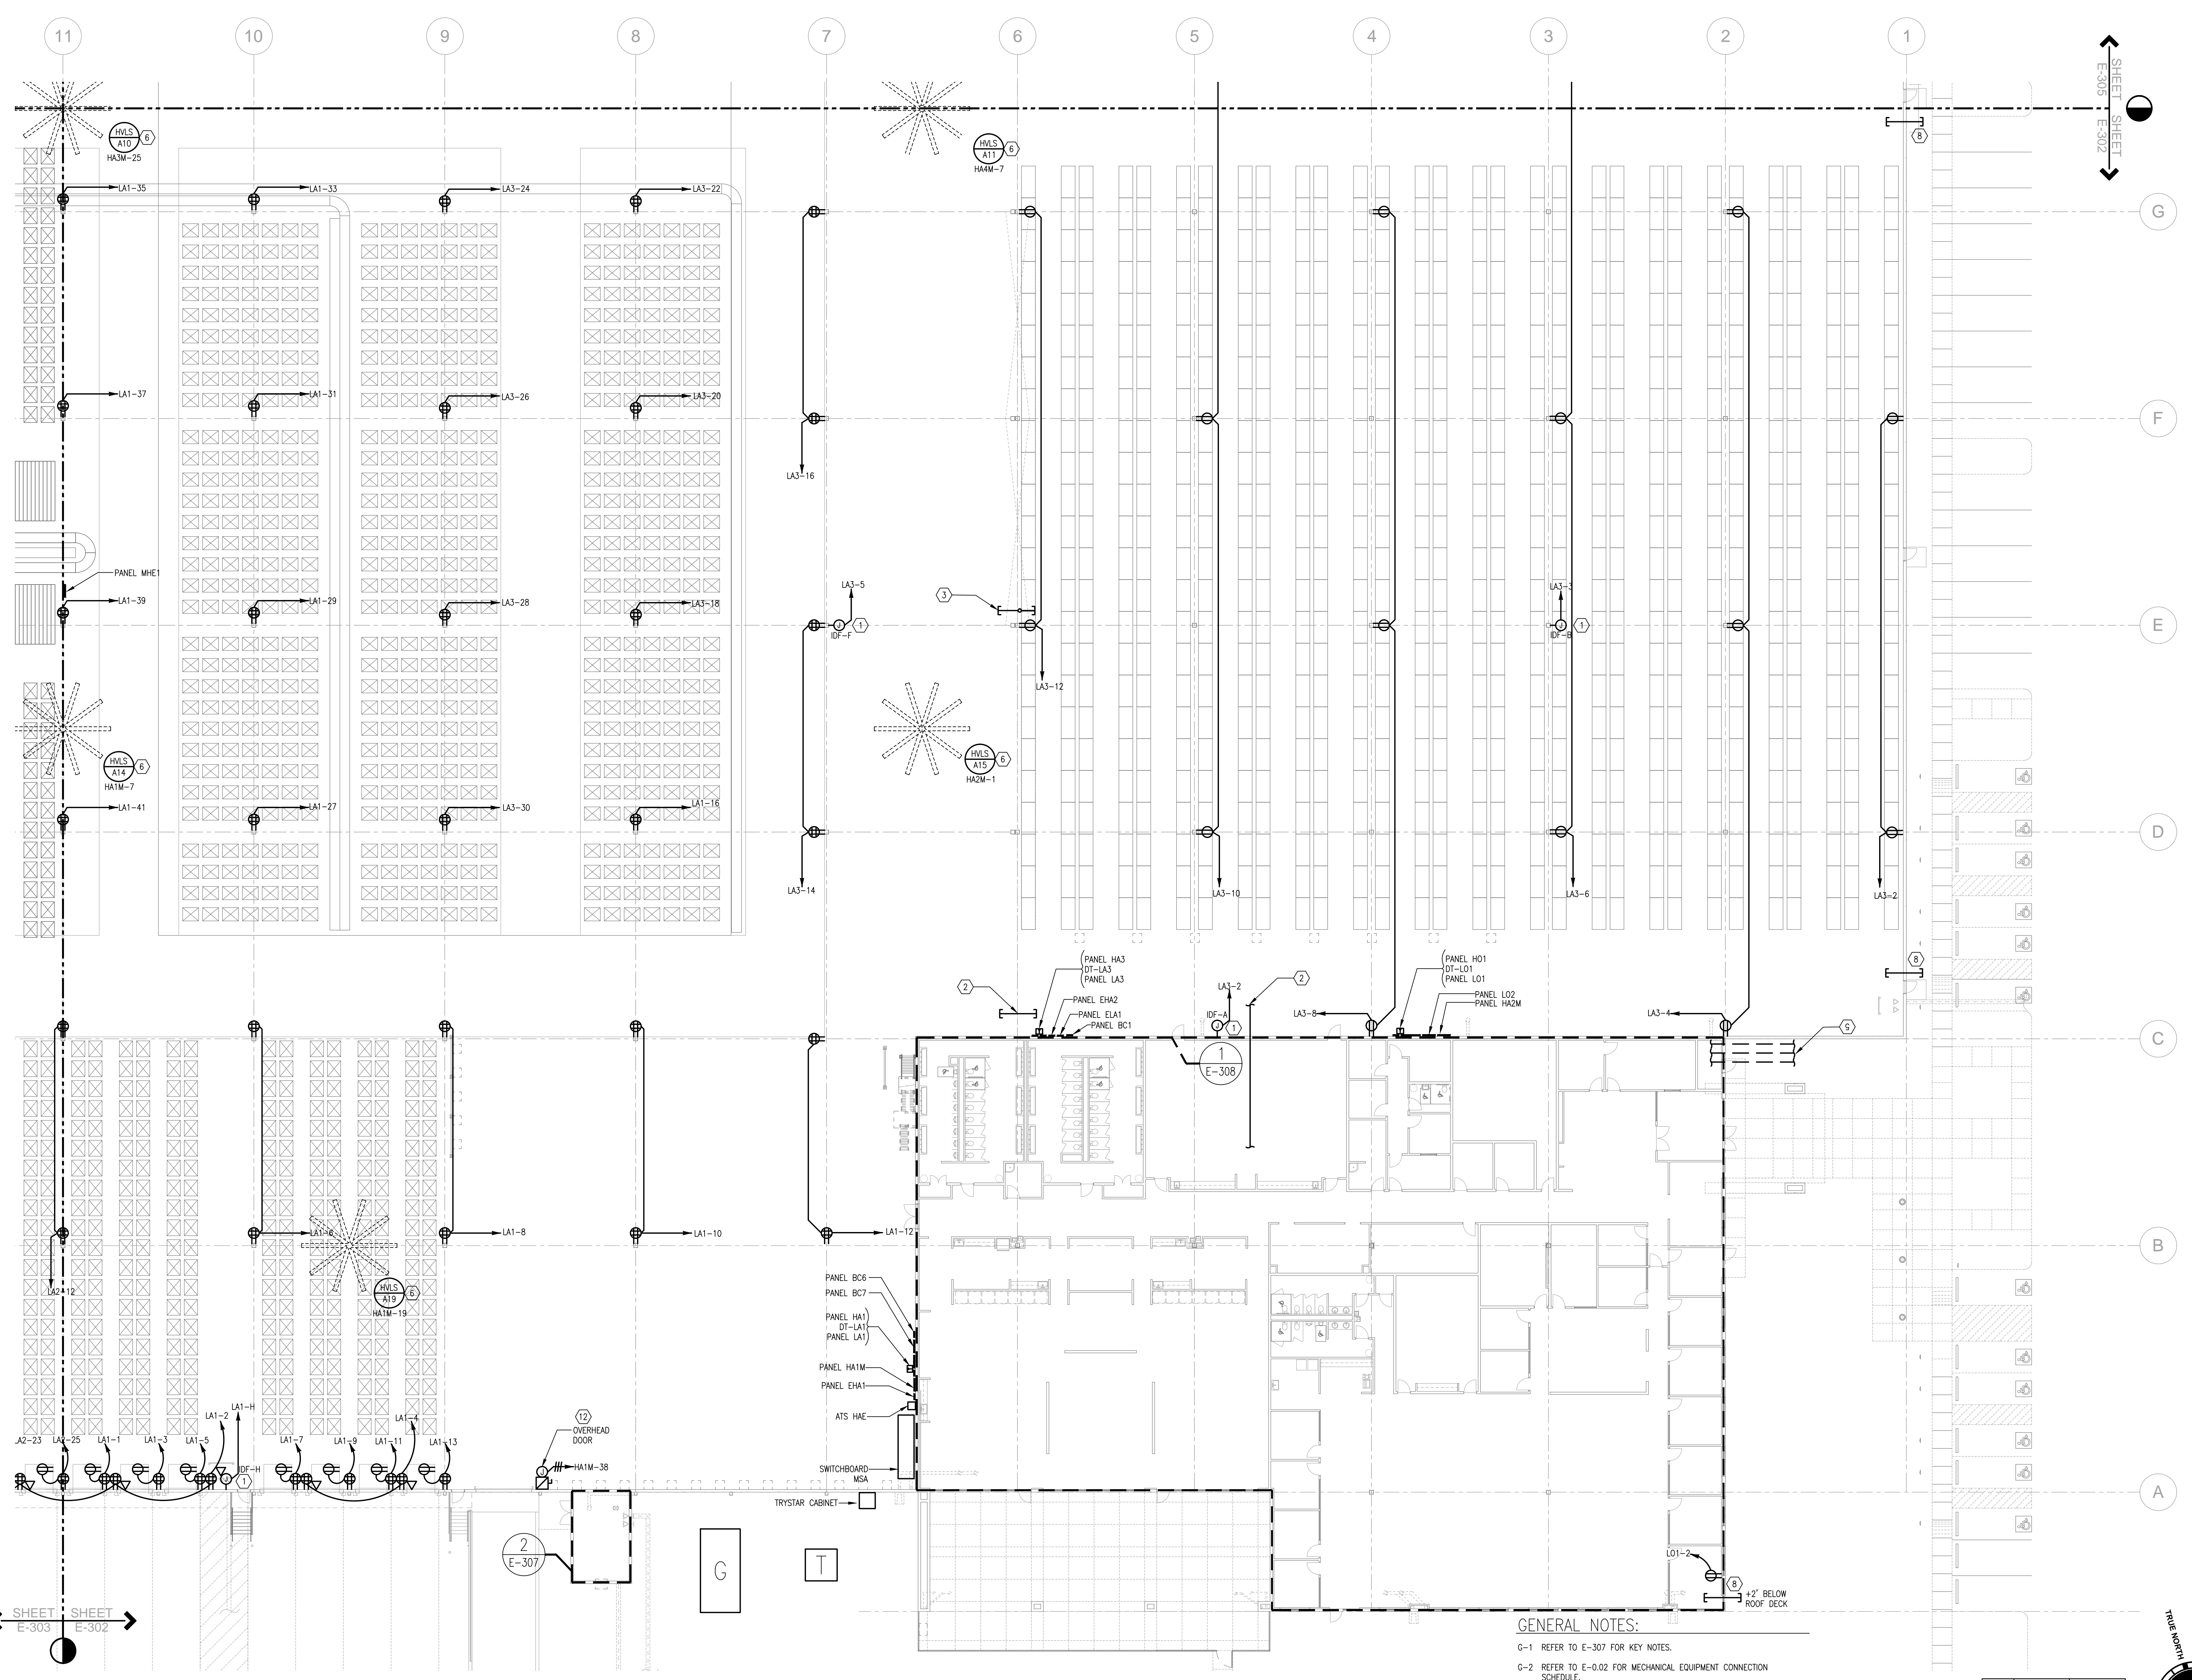 11
10
9
8
7
6
5
4
3
2
1
SHEET
E-305
SHEET
E-302
HVLS
A10
6
HA3M-25
HVLS
A11
6
HA4M-7
8
LA1-35
LA1-33
LA3-24
LA3-22
G
LA1-37
LA1-31
LA3-26
LA3-20
F
LA3-16
PANEL MHE1
LA1-39
LA1-29
LA3-28
LA3-18
LA3-5
J
IDF-F
1
3
LA3-3
J
IDF-B
1
E
LA3-12
HVLS
A14
6
HA1M-7
HVLS
A15
6
HA2M-1
LA1-41
LA1-27
LA3-30
LA1-16
D
LA3-14
LA3-10
LA3-6
LA3-2
PANEL HA3
DT-LA3
PANEL LA3
2
PANEL EHA2
PANEL ELA1
PANEL BC1
LA3-2
IDF-A
J
1
2
LA3-8
PANEL HO1
DT-LO1
PANEL LO1
PANEL LO2
PANEL HA2M
LA3-4
8
5
C
1
E-308
LA1-6
LA1-8
LA1-10
LA1-12
B
LA2-12
HVLS
A19
6
HA1M-19
PANEL BC6
PANEL BC7
PANEL HA1
DT-LA1
PANEL LA1
PANEL HA1M
PANEL EHA1
ATS HAE
SWITCHBOARD
MSA
LA2-23
LA2-25
LA1-1
LA1-3
LA1-5
LA1-2
LA1-H
IDF-H
J
1
LA1-7
LA1-9
LA1-11
LA1-4
LA1-13
12
OVERHEAD
DOOR
J
HA1M-38
TRYSTAR CABINET
A
2
E-307
G
T
LO1-2
8
+2' BELOW
ROOF DECK
SHEET
E-303
SHEET
E-302
GENERAL NOTES:
G-1 REFER TO E-307 FOR KEY NOTES.
G-2 REFER TO E-0.02 FOR MECHANICAL EQUIPMENT CONNECTION
SCHEDULE.
TRUE NORTH